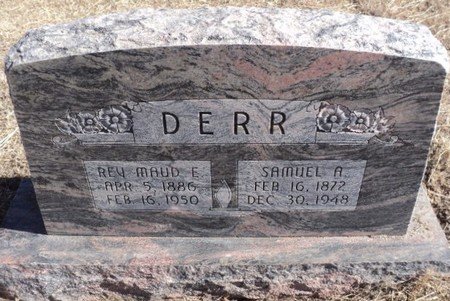 DERR
REV MAUD E.
APR 5, 1886
FEB 16, 1950
SAMUEL A.
FEB. 16, 1872
DEC 30, 1948